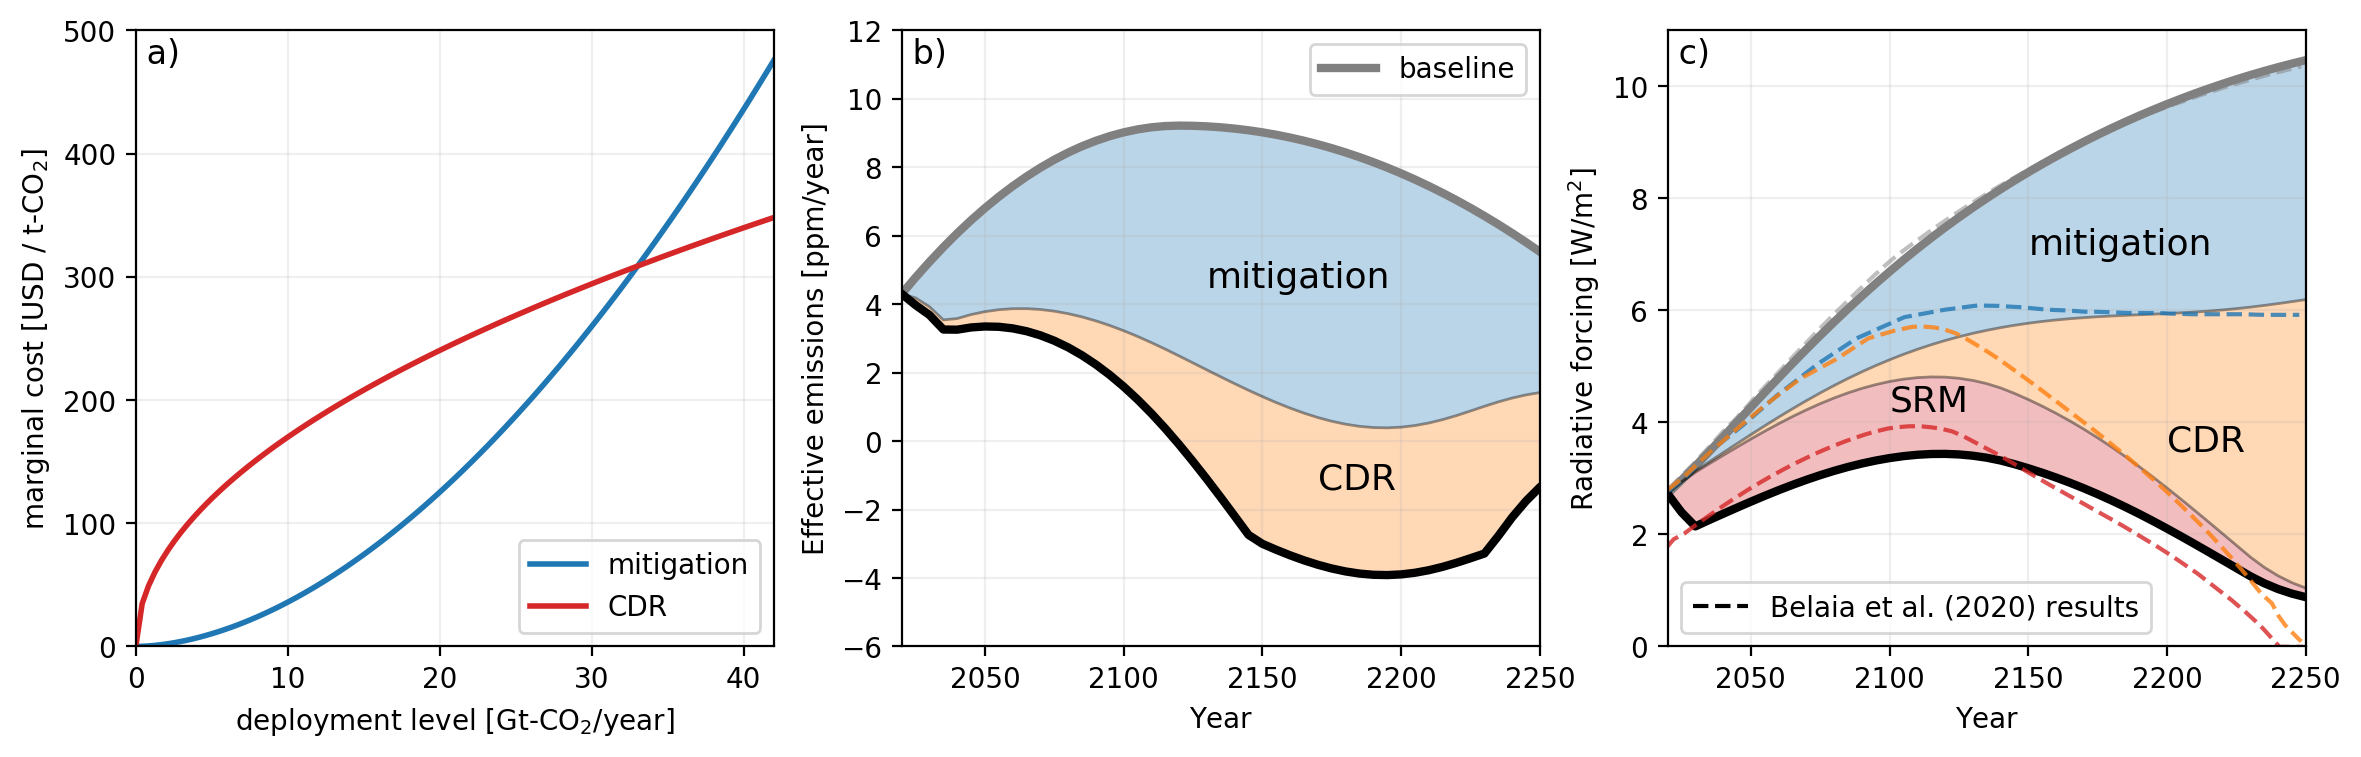 a)
500
400
300
200
100
0
marginal cost [USD / t-CO₂]
mitigation
CDR
0 10 20 30 40
deployment level [Gt-CO₂/year]
b)
baseline
12
10
8
6
4
2
0
−2
−4
−6
Effective emissions [ppm/year]
mitigation
CDR
2050 2100 2150 2200 2250
Year
c)
10
8
6
4
2
0
Radiative forcing [W/m²]
mitigation
SRM
CDR
Belaia et al. (2020) results
2050 2100 2150 2200 2250
Year